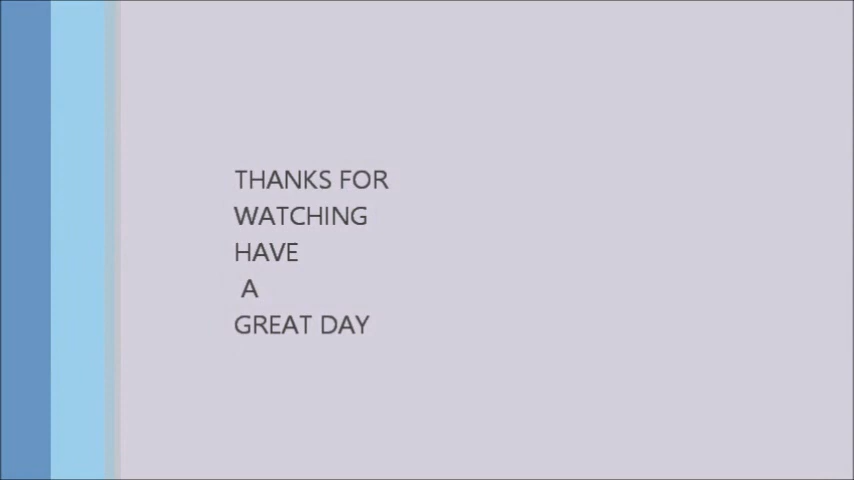 THANKS FOR
WATCHING
HAVE
A
GREAT DAY